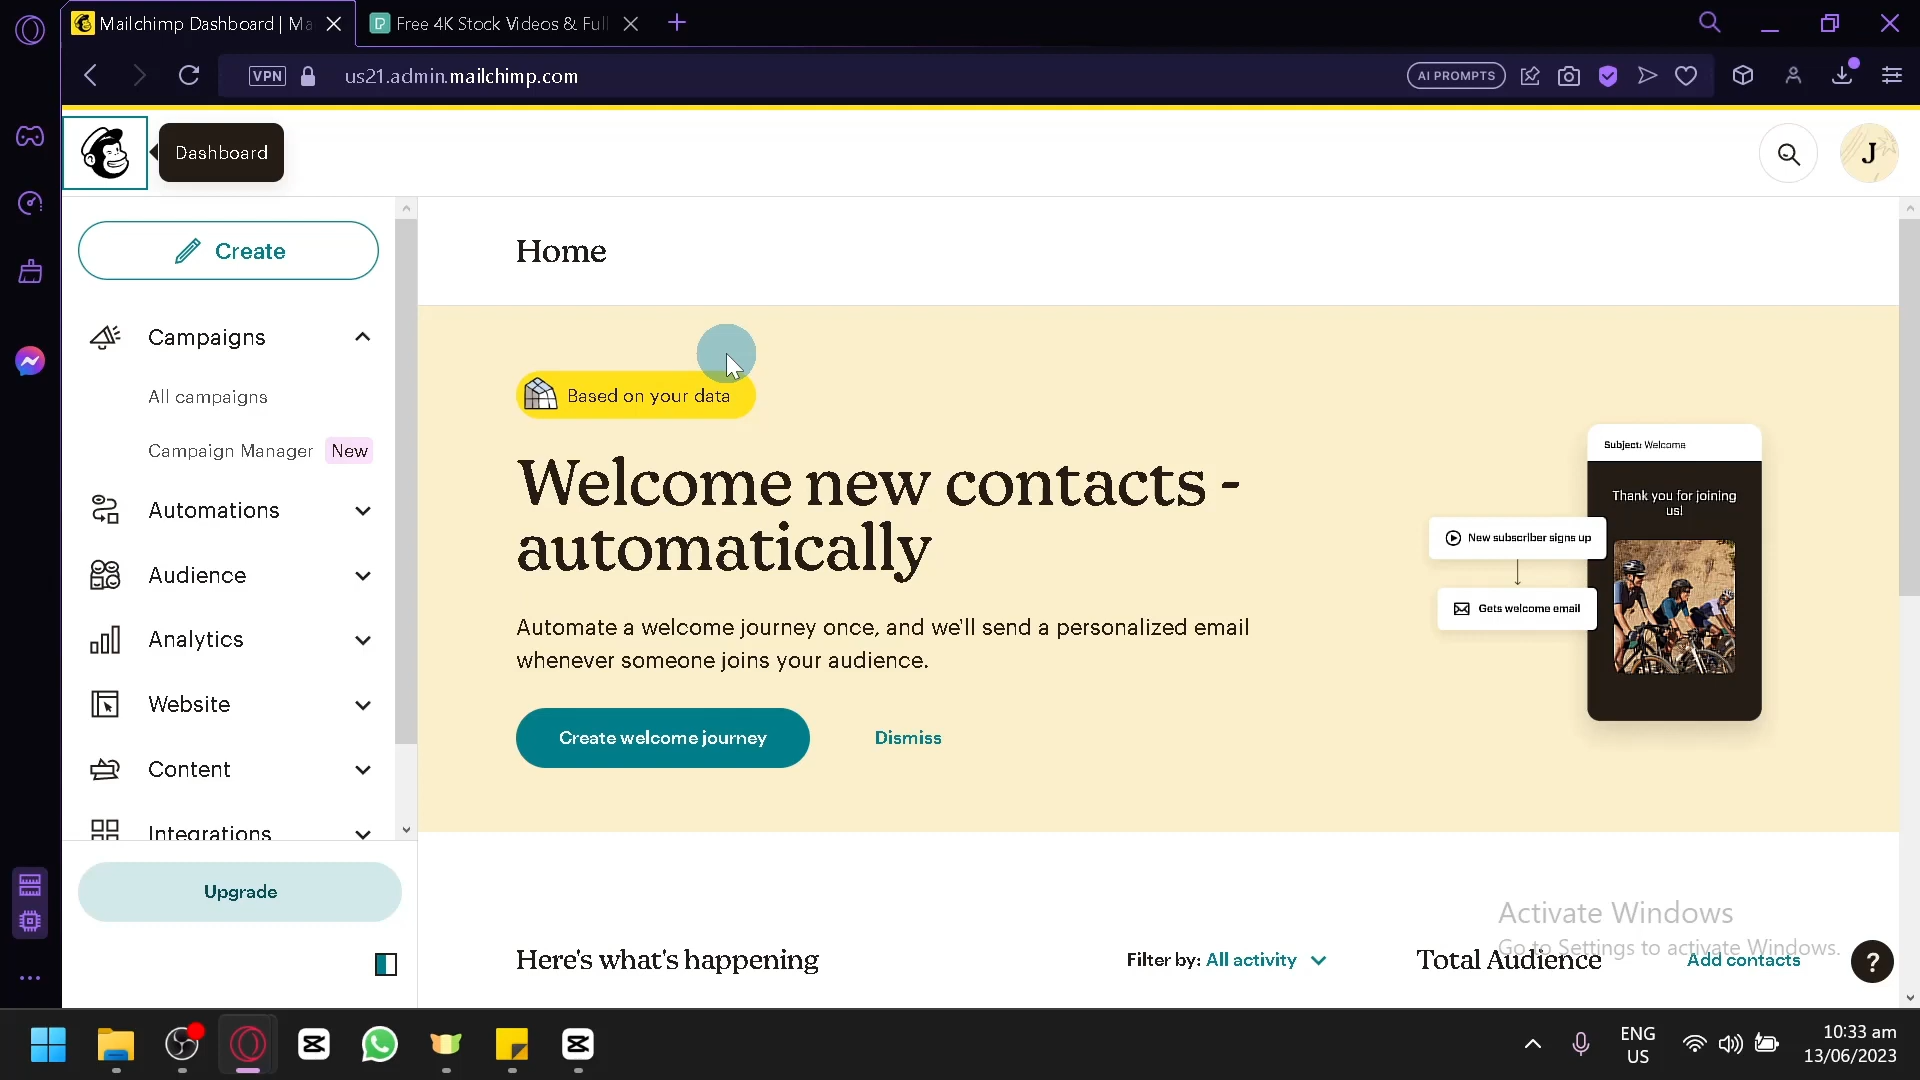 Mailchimp Dashboard | Ma
Free 4K Stock Videos & Full
VPN
us21.admin.mailchimp.com
AI PROMPTS
Dashboard
J
Create
Home
Campaigns
All campaigns
Campaign Manager New
Automations
Audience
Analytics
Website
Content
Integrations
Upgrade
Based on your data
Welcome new contacts -
automatically
Automate a welcome journey once, and we'll send a personalized email
whenever someone joins your audience.
Create welcome journey
Dismiss
Subject: Welcome
Thank you for joining
us!
New subscriber signs up
Gets welcome email
Here's what's happening
Filter by: All activity
Total Audience
Add contacts
Activate Windows
Go to Settings to activate Windows.
?
ENG
US
10:33 am
13/06/2023